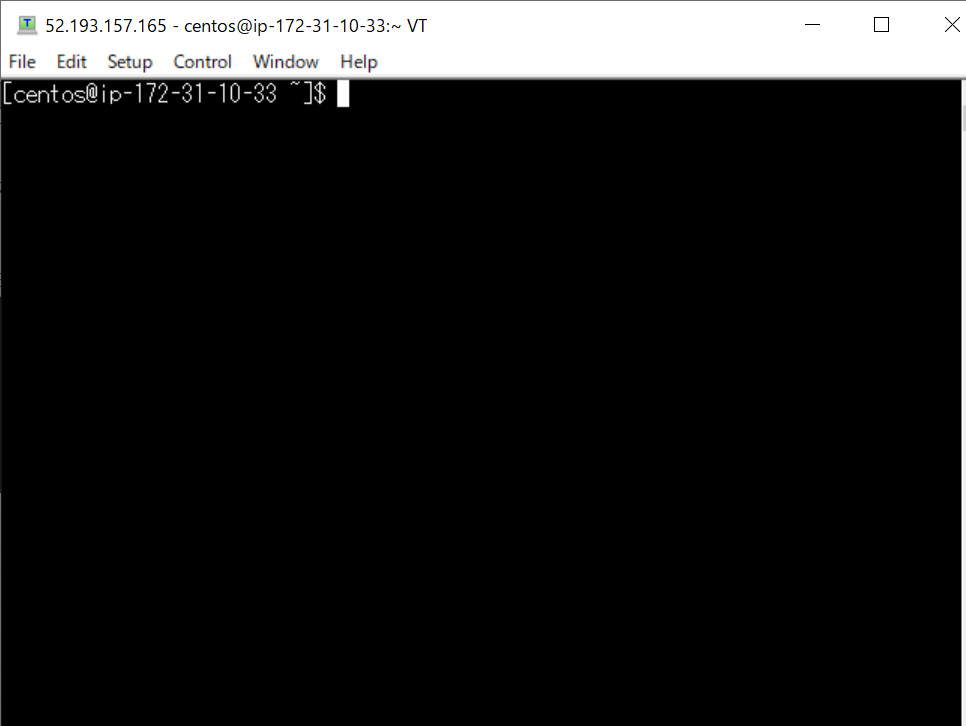 52.193.157.165 - centos@ip-172-31-10-33:~ VT
File Edit Setup Control Window Help
[centos@ip-172-31-10-33 ~]$